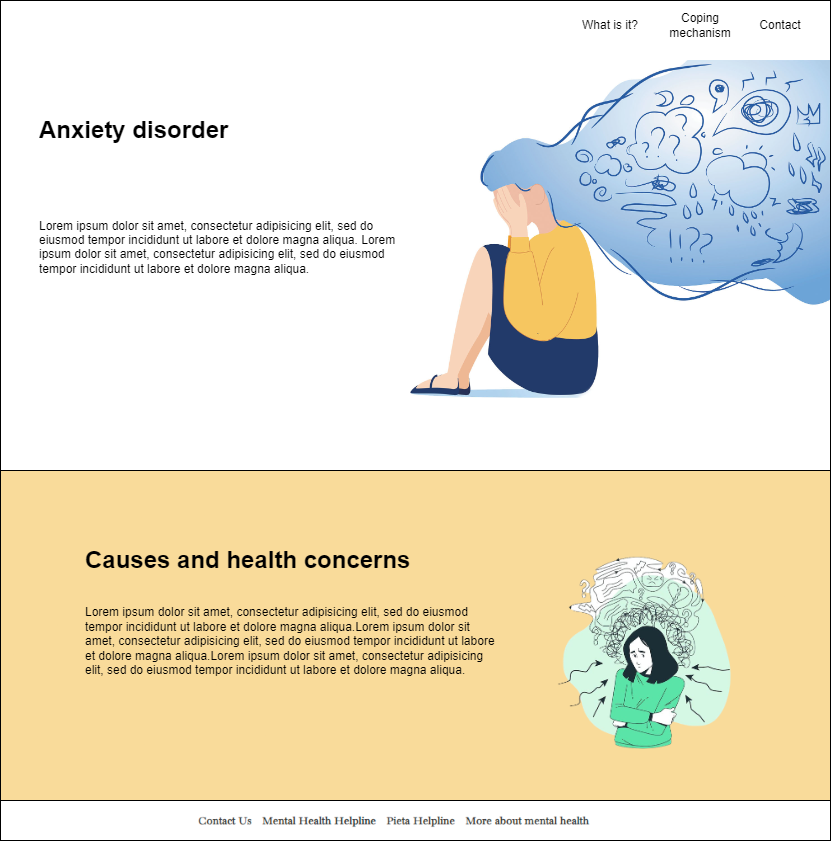 What is it?
Coping
mechanism
Contact
Anxiety disorder
Lorem ipsum dolor sit amet, consectetur adipisicing elit, sed do
eiusmod tempor incididunt ut labore et dolore magna aliqua. Lorem
ipsum dolor sit amet, consectetur adipisicing elit, sed do eiusmod
tempor incididunt ut labore et dolore magna aliqua.
Causes and health concerns
Lorem ipsum dolor sit amet, consectetur adipisicing elit, sed do eiusmod
tempor incididunt ut labore et dolore magna aliqua.Lorem ipsum dolor sit
amet, consectetur adipisicing elit, sed do eiusmod tempor incididunt ut labore
et dolore magna aliqua.Lorem ipsum dolor sit amet, consectetur adipisicing
elit, sed do eiusmod tempor incididunt ut labore et dolore magna aliqua.
Contact Us Mental Health Helpline Pieta Helpline More about mental health